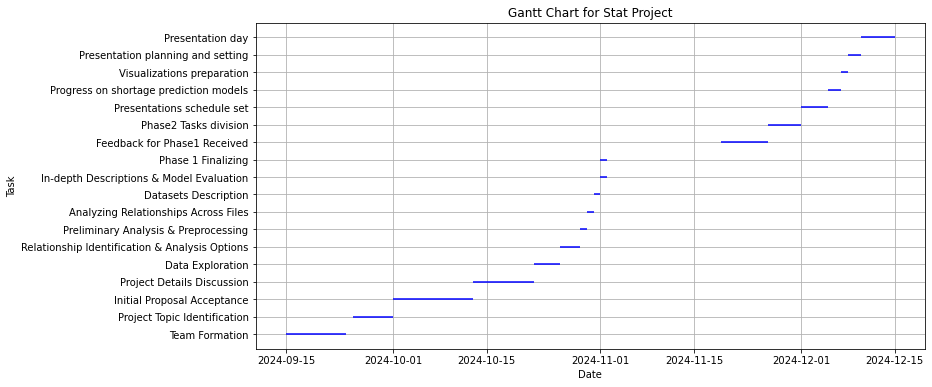 Gantt Chart for Stat Project
Presentation day
Presentation planning and setting
Visualizations preparation
Progress on shortage prediction models
Presentations schedule set
Phase2 Tasks division
Feedback for Phase1 Received
Phase 1 Finalizing
In-depth Descriptions & Model Evaluation
Datasets Description
Analyzing Relationships Across Files
Preliminary Analysis & Preprocessing
Relationship Identification & Analysis Options
Data Exploration
Project Details Discussion
Initial Proposal Acceptance
Project Topic Identification
Team Formation
Task
2024-09-15 2024-10-01 2024-10-15 2024-11-01 2024-11-15 2024-12-01 2024-12-15
Date